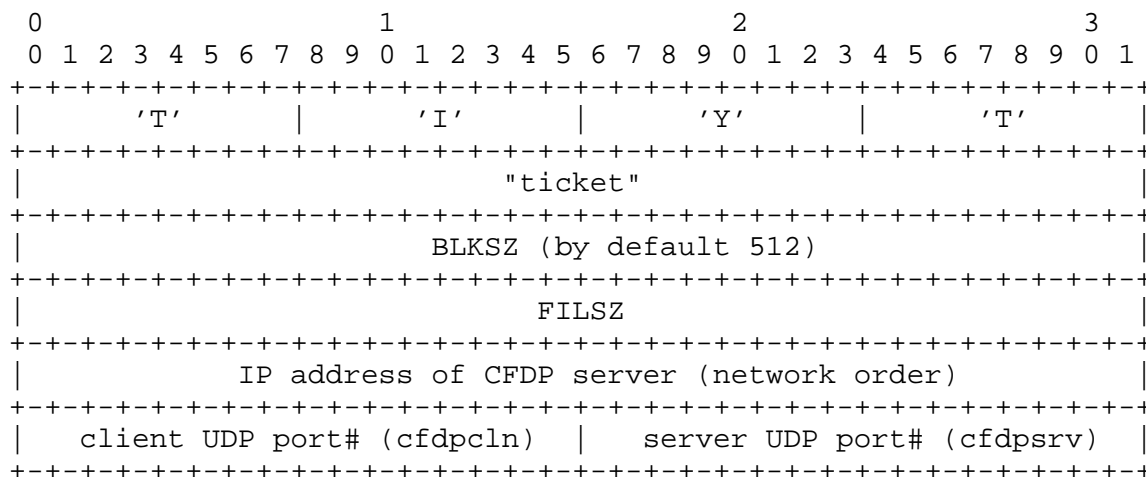 0                   1                   2                   3
 0 1 2 3 4 5 6 7 8 9 0 1 2 3 4 5 6 7 8 9 0 1 2 3 4 5 6 7 8 9 0 1
+-+-+-+-+-+-+-+-+-+-+-+-+-+-+-+-+-+-+-+-+-+-+-+-+-+-+-+-+-+-+-+-+
|      'T'      |      'I'      |      'Y'      |      'T'      |
+-+-+-+-+-+-+-+-+-+-+-+-+-+-+-+-+-+-+-+-+-+-+-+-+-+-+-+-+-+-+-+-+
|                           "ticket"                            |
+-+-+-+-+-+-+-+-+-+-+-+-+-+-+-+-+-+-+-+-+-+-+-+-+-+-+-+-+-+-+-+-+
|                    BLKSZ (by default 512)                     |
+-+-+-+-+-+-+-+-+-+-+-+-+-+-+-+-+-+-+-+-+-+-+-+-+-+-+-+-+-+-+-+-+
|                             FILSZ                             |
+-+-+-+-+-+-+-+-+-+-+-+-+-+-+-+-+-+-+-+-+-+-+-+-+-+-+-+-+-+-+-+-+
|            IP address of CFDP server (network order)          |
+-+-+-+-+-+-+-+-+-+-+-+-+-+-+-+-+-+-+-+-+-+-+-+-+-+-+-+-+-+-+-+-+
|   client UDP port# (cfdpcln)  |   server UDP port# (cfdpsrv)  |
+-+-+-+-+-+-+-+-+-+-+-+-+-+-+-+-+-+-+-+-+-+-+-+-+-+-+-+-+-+-+-+-+